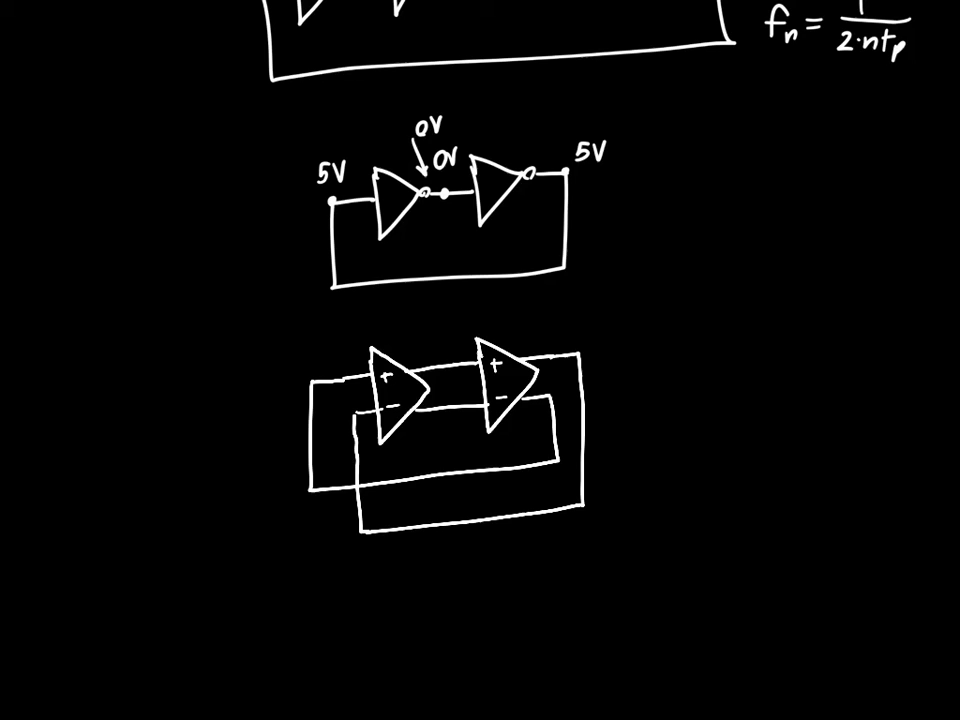 fn = 1 / 2·ntp
0V
5V 0V 5V
+ +
- -